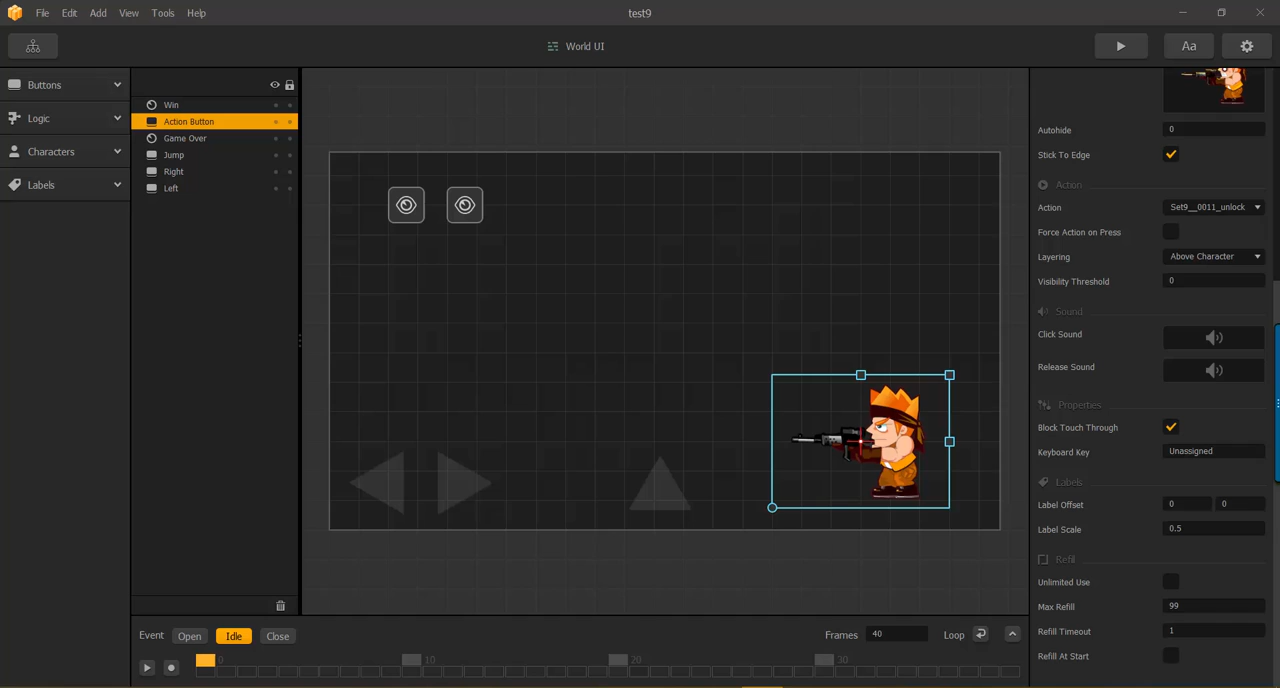 File Edit Add View Tools Help test9
World UI Aa
Buttons
Logic
Characters
Labels
Win
Action Button
Game Over
Jump
Right
Left
Autohide 0
Stick To Edge
Action
Action Set9__0011_unlock
Force Action on Press
Layering Above Character
Visibility Threshold 0
Sound
Click Sound
Release Sound
Properties
Block Touch Through
Keyboard Key Unassigned
Labels
Label Offset 0 0
Label Scale 0.5
Refill
Unlimited Use
Max Refill 99
Refill Timeout 1
Refill At Start
Event Open Idle Close Frames 40 Loop
0 10 20 30